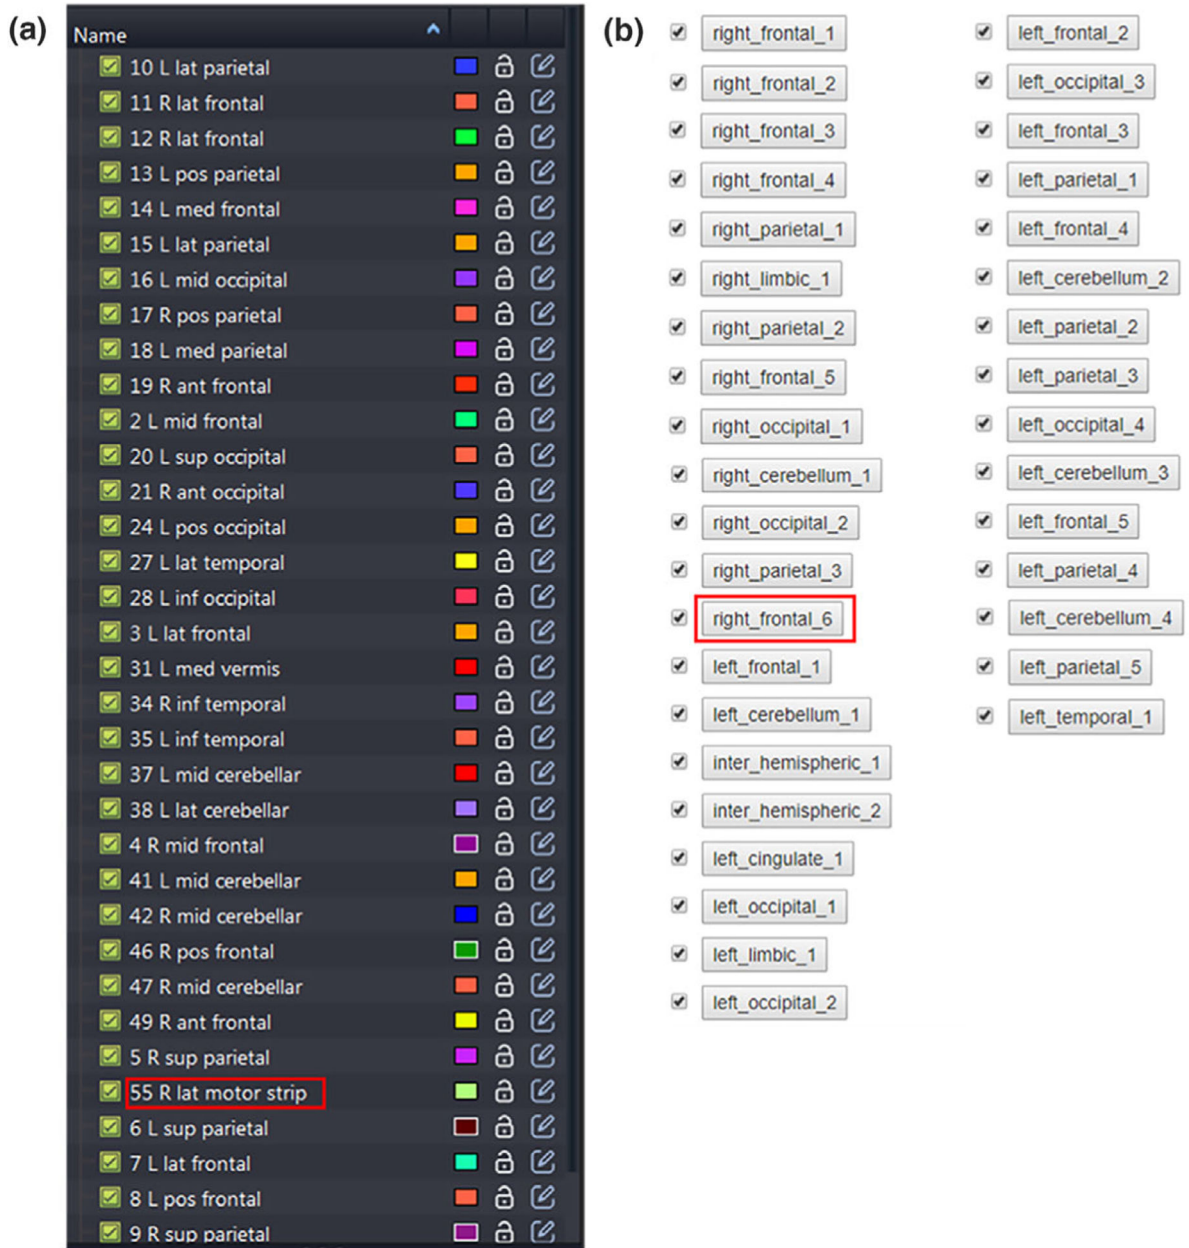 (a)
Name
10 L lat parietal
11 R lat frontal
12 R lat frontal
13 L pos parietal
14 L med frontal
15 L lat parietal
16 L mid occipital
17 R pos parietal
18 L med parietal
19 R ant frontal
2 L mid frontal
20 L sup occipital
21 R ant occipital
24 L pos occipital
27 L lat temporal
28 L inf occipital
3 L lat frontal
31 L med vermis
34 R inf temporal
35 L inf temporal
37 L mid cerebellar
38 L lat cerebellar
4 R mid frontal
41 L mid cerebellar
42 R mid cerebellar
46 R pos frontal
47 R mid cerebellar
49 R ant frontal
5 R sup parietal
55 R lat motor strip
6 L sup parietal
7 L lat frontal
8 L pos frontal
9 R sup parietal
(b)
right_frontal_1
right_frontal_2
right_frontal_3
right_frontal_4
right_parietal_1
right_limbic_1
right_parietal_2
right_frontal_5
right_occipital_1
right_cerebellum_1
right_occipital_2
right_parietal_3
right_frontal_6
left_frontal_1
left_cerebellum_1
inter_hemispheric_1
inter_hemispheric_2
left_cingulate_1
left_occipital_1
left_limbic_1
left_occipital_2
left_frontal_2
left_occipital_3
left_frontal_3
left_parietal_1
left_frontal_4
left_cerebellum_2
left_parietal_2
left_parietal_3
left_occipital_4
left_cerebellum_3
left_frontal_5
left_parietal_4
left_cerebellum_4
left_parietal_5
left_temporal_1